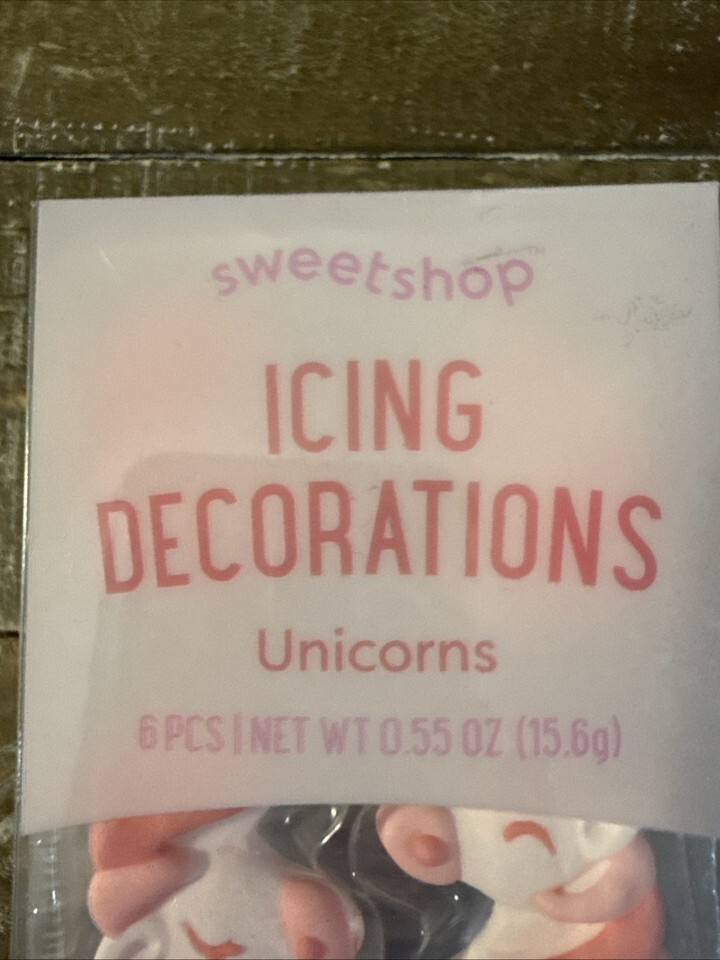 sweetshop
ICING
DECORATIONS
Unicorns
6 PCS | NET WT 0.55 OZ (15.6g)